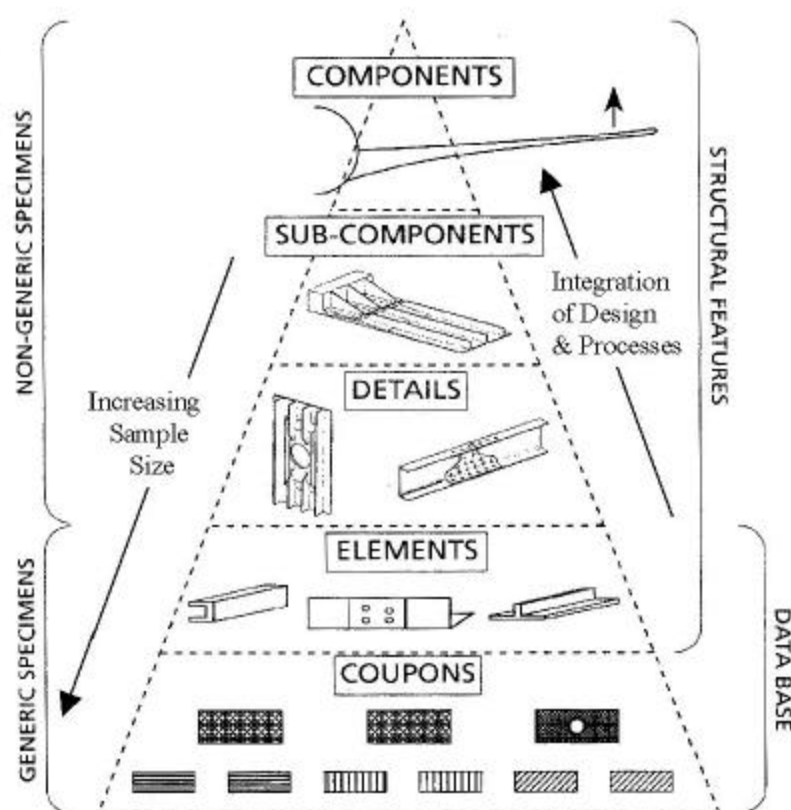 COMPONENTS
NON-GENERIC SPECIMENS
STRUCTURAL FEATURES
SUB-COMPONENTS
Integration
of Design
& Processes
DETAILS
Increasing
Sample
Size
ELEMENTS
GENERIC SPECIMENS
DATA BASE
COUPONS